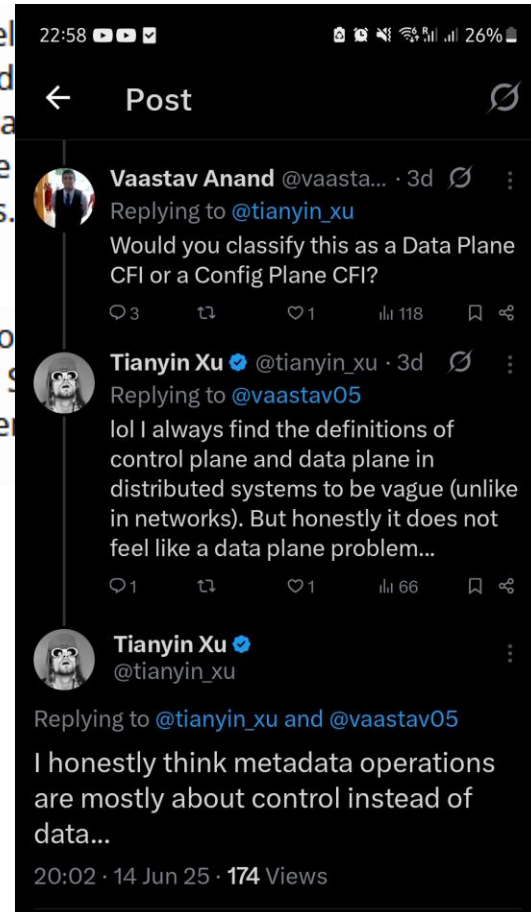 22:58 26%
Post
Vaastav Anand @vaasta... · 3d
Replying to @tianyin_xu
Would you classify this as a Data Plane
CFI or a Config Plane CFI?
3 1 118
Tianyin Xu @tianyin_xu · 3d
Replying to @vaastav05
lol I always find the definitions of
control plane and data plane in
distributed systems to be vague (unlike
in networks). But honestly it does not
feel like a data plane problem...
1 1 66
Tianyin Xu
@tianyin_xu
Replying to @tianyin_xu and @vaastav05
I honestly think metadata operations
are mostly about control instead of
data...
20:02 · 14 Jun 25 · 174 Views